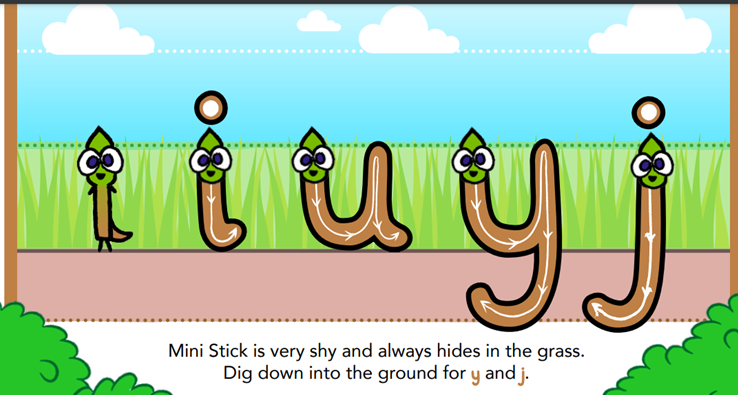 i u y j
Mini Stick is very shy and always hides in the grass.
Dig down into the ground for y and j.